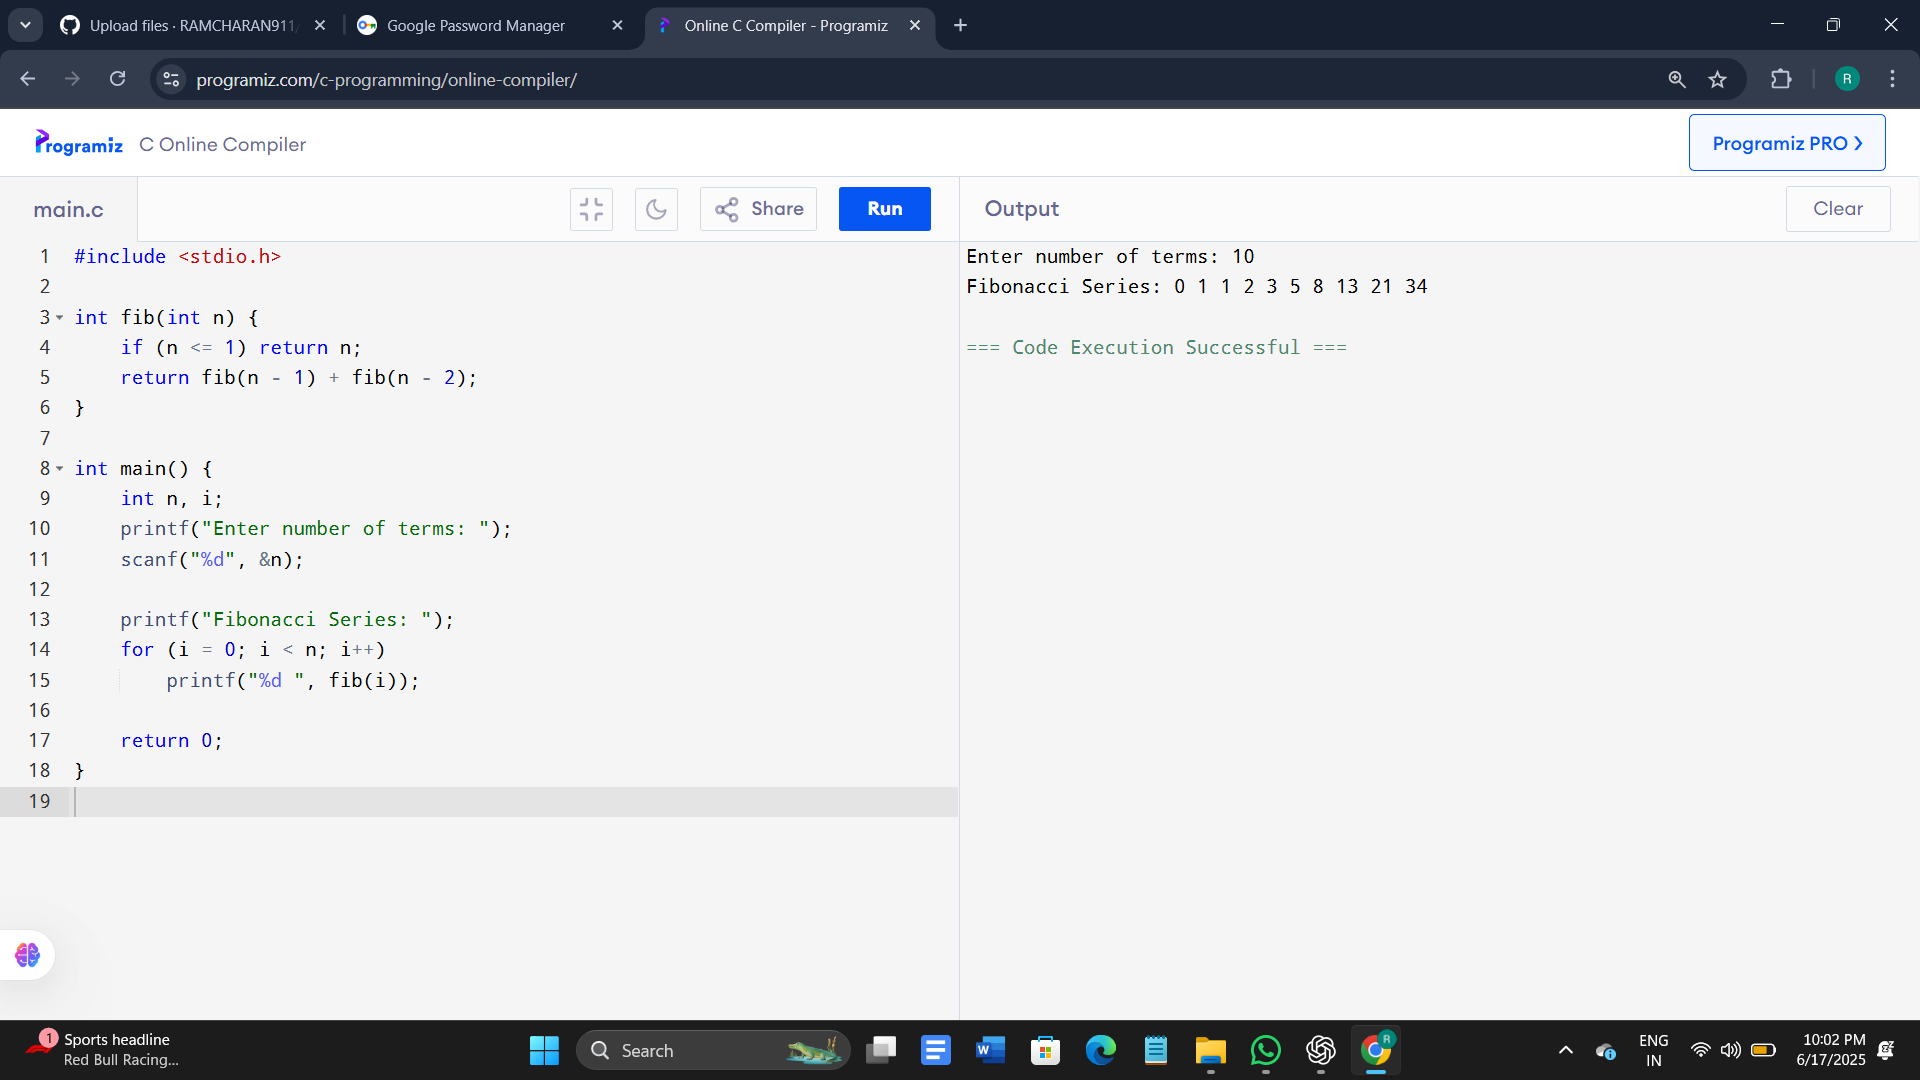 Upload files · RAMCHARAN911/
Google Password Manager
Online C Compiler - Programiz
programiz.com/c-programming/online-compiler/
R
Programiz
C Online Compiler
Programiz PRO
main.c
Share
Run
Output
Clear
1 #include <stdio.h>
2
3 int fib(int n) {
4     if (n <= 1) return n;
5     return fib(n - 1) + fib(n - 2);
6 }
7
8 int main() {
9     int n, i;
10     printf("Enter number of terms: ");
11     scanf("%d", &n);
12
13     printf("Fibonacci Series: ");
14     for (i = 0; i < n; i++)
15         printf("%d ", fib(i));
16
17     return 0;
18 }
19
Enter number of terms: 10
Fibonacci Series: 0 1 1 2 3 5 8 13 21 34
=== Code Execution Successful ===
1
Sports headline
Red Bull Racing...
Search
W
R
ENG
IN
10:02 PM
6/17/2025